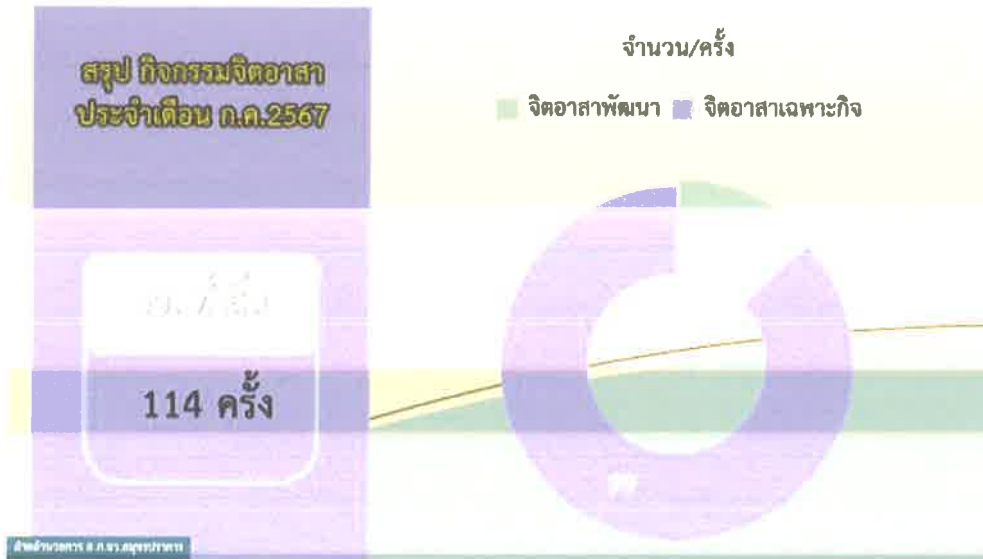 สรุป กิจกรรมจิตอาสา
ประจำเดือน ก.ค.2567
114 ครั้ง
จำนวน/ครั้ง
จิตอาสาพัฒนา จิตอาสาเฉพาะกิจ